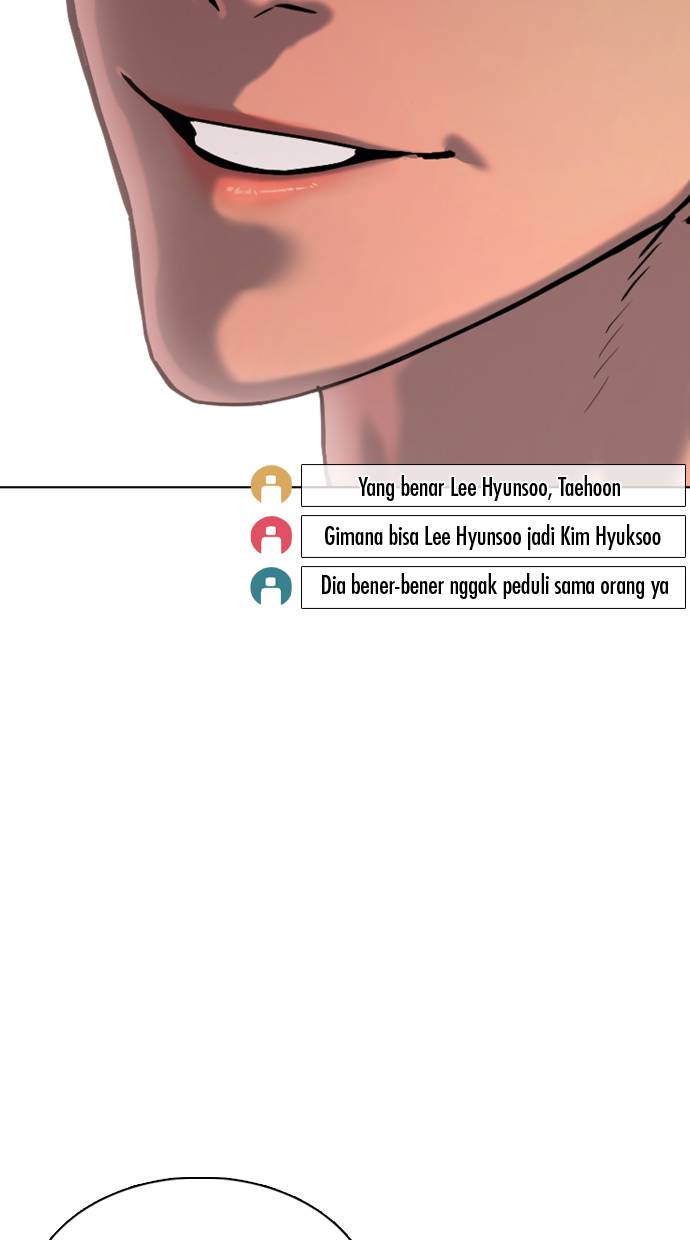 Yang benar Lee Hyunsoo, Taehoon
Gimana bisa Lee Hyunsoo jadi Kim Hyuksoo
Dia bener-bener nggak peduli sama orang ya